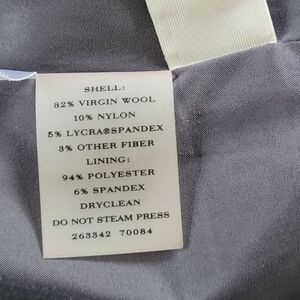 SHELL:
82% VIRGIN WOOL
10% NYLON
5% LYCRA®SPANDEX
3% OTHER FIBER
LINING:
94% POLYESTER
6% SPANDEX
DRYCLEAN
DO NOT STEAM PRESS
263342 70084